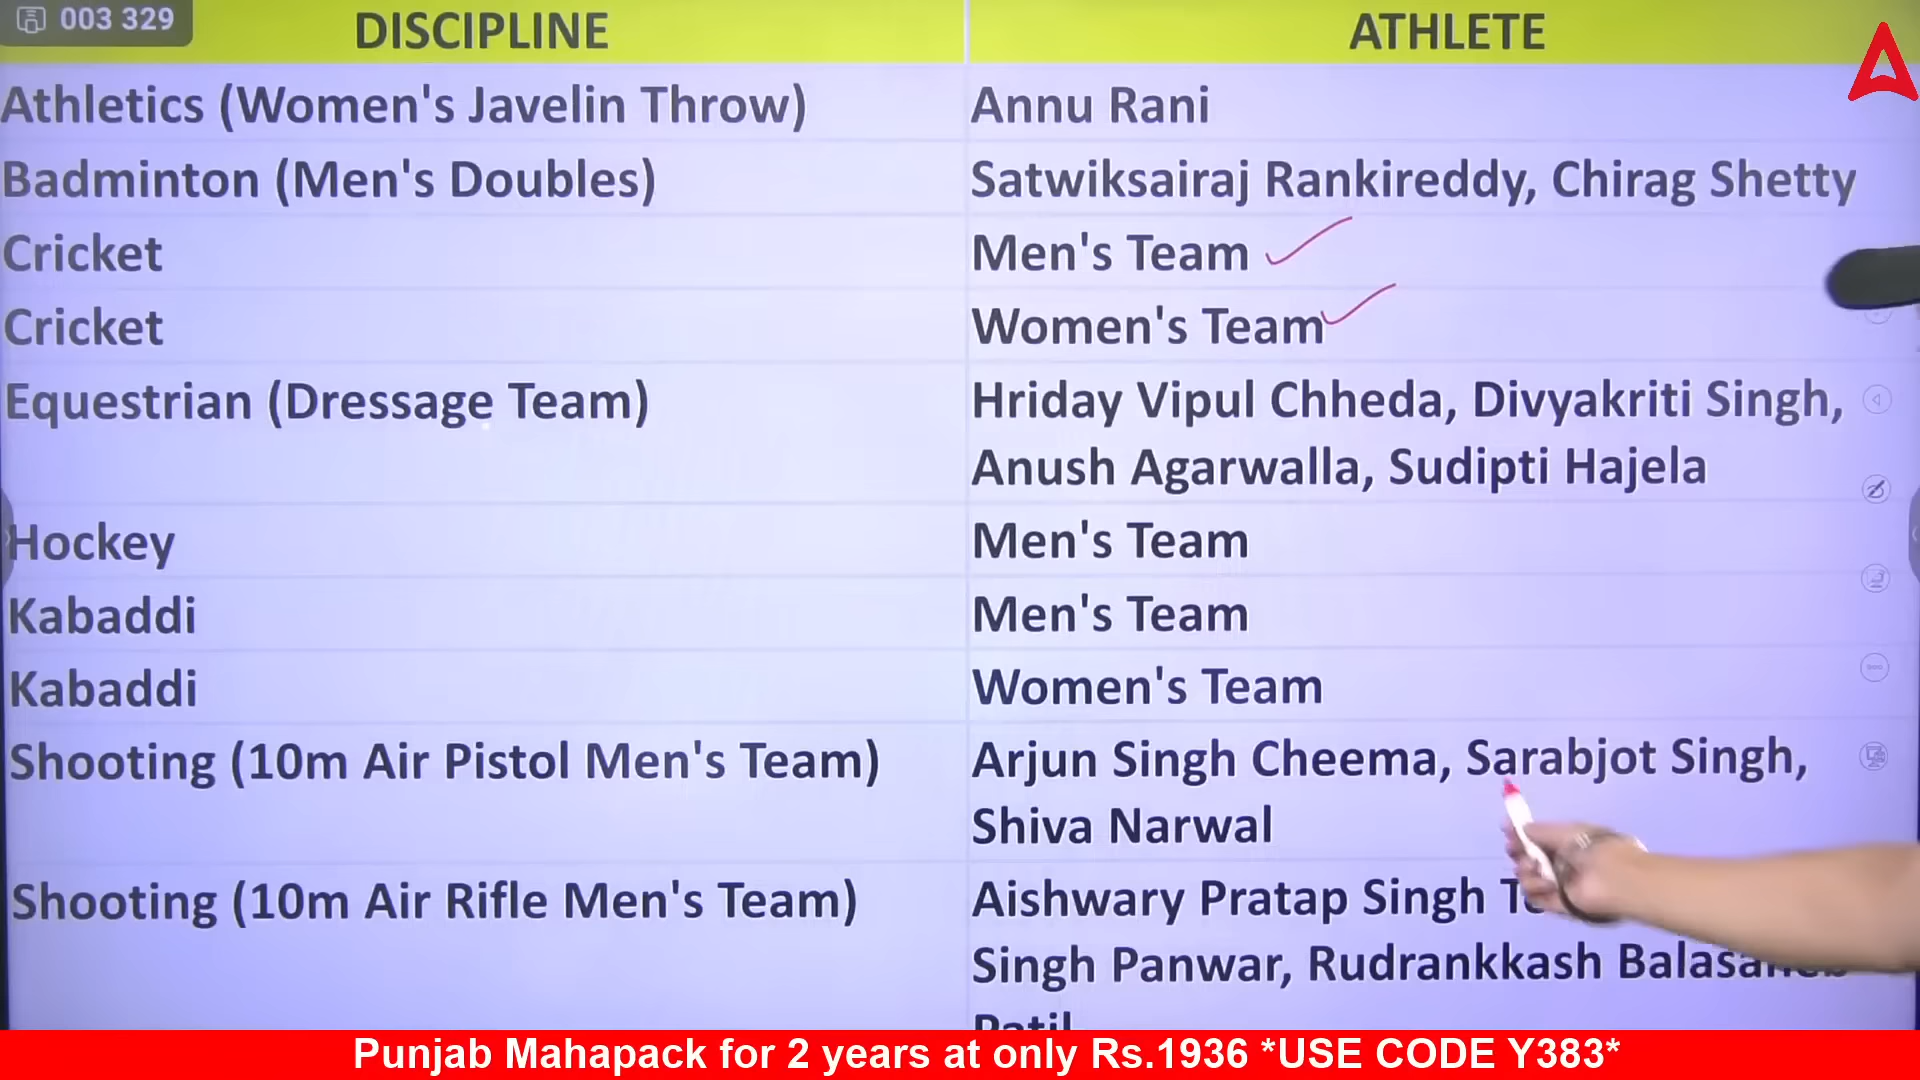 003 329
DISCIPLINE ATHLETE
Athletics (Women's Javelin Throw) Annu Rani
Badminton (Men's Doubles) Satwiksairaj Rankireddy, Chirag Shetty
Cricket Men's Team
Cricket Women's Team
Equestrian (Dressage Team) Hriday Vipul Chheda, Divyakriti Singh,
Anush Agarwalla, Sudipti Hajela
Hockey Men's Team
Kabaddi Men's Team
Kabaddi Women's Team
Shooting (10m Air Pistol Men's Team) Arjun Singh Cheema, Sarabjot Singh,
Shiva Narwal
Shooting (10m Air Rifle Men's Team) Aishwary Pratap Singh
Singh Panwar, Rudrankkash
Patil
Punjab Mahapack for 2 years at only Rs.1936 *USE CODE Y383*